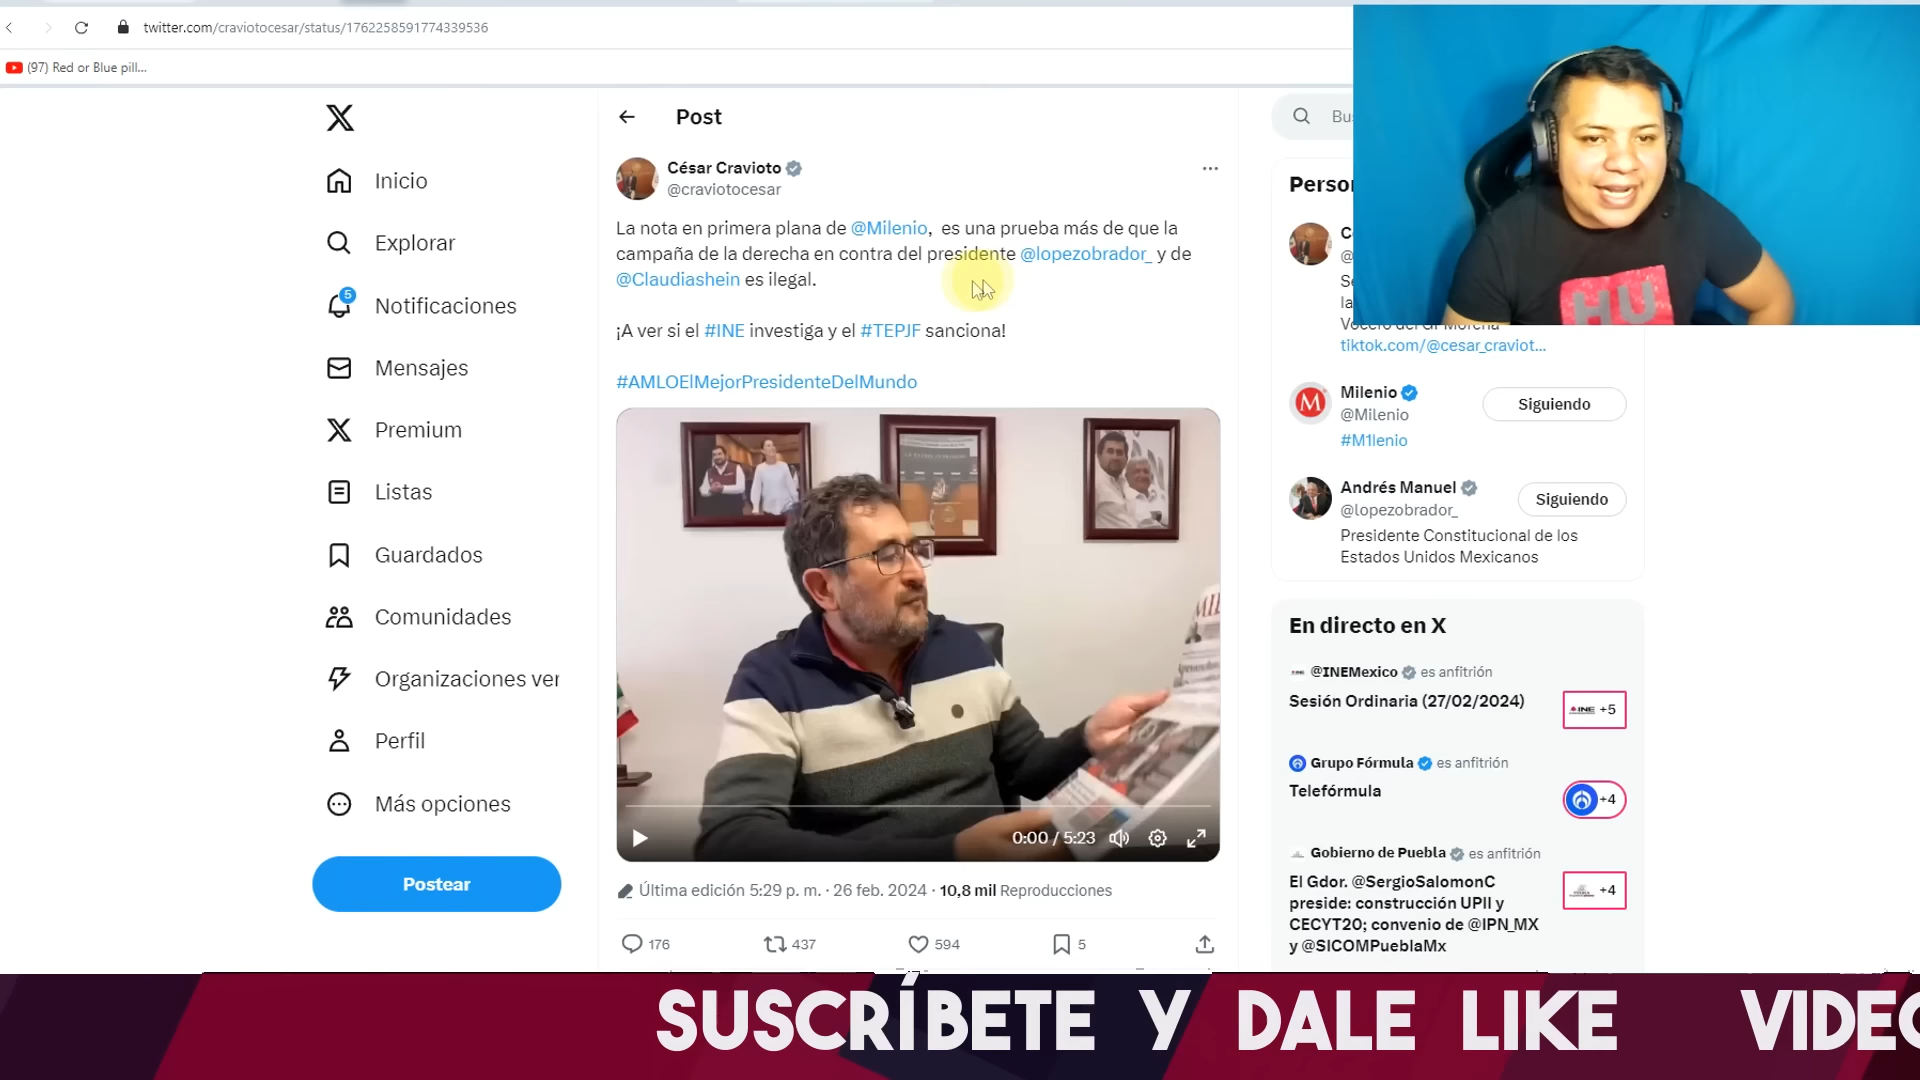 twitter.com/craviotocesar/status/1762258591774339536
(97) Red or Blue pill...
Post
César Cravioto
@craviotocesar
La nota en primera plana de @Milenio, es una prueba más de que la
campaña de la derecha en contra del presidente @lopezobrador_ y de
@Claudiashein es ilegal.
¡A ver si el #INE investiga y el #TEPJF sanciona!
#AMLOElMejorPresidenteDelMundo
0:00 / 5:23
Última edición 5:29 p. m. · 26 feb. 2024 · 10,8 mil Reproducciones
176
437
594
5
Inicio
Explorar
5
Notificaciones
Mensajes
Premium
Listas
Guardados
Comunidades
Organizaciones ver
Perfil
Más opciones
Postear
tiktok.com/@cesar_craviot...
Milenio
@Milenio
#M1lenio
Siguiendo
Andrés Manuel
@lopezobrador_
Siguiendo
Presidente Constitucional de los
Estados Unidos Mexicanos
En directo en X
@INEMexico es anfitrión
Sesión Ordinaria (27/02/2024)
INE +5
Grupo Fórmula es anfitrión
Telefórmula
+4
Gobierno de Puebla es anfitrión
El Gdor. @SergioSalomonC
preside: construcción UPII y
CECYT20; convenio de @IPN_MX
y @SICOMPueblaMx
+4
HU
SUSCRÍBETE Y DALE LIKE VIDEO